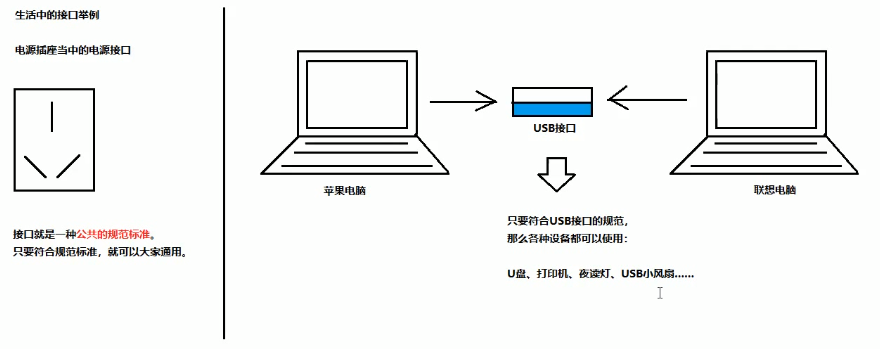 生活中的接口举例
电源插座当中的电源接口
接口就是一种公共的规范标准。
只要符合规范标准，就可以大家通用。
USB接口
苹果电脑
联想电脑
只要符合USB接口的规范，
那么各种设备都可以使用：
U盘、打印机、夜读灯、USB小风扇……